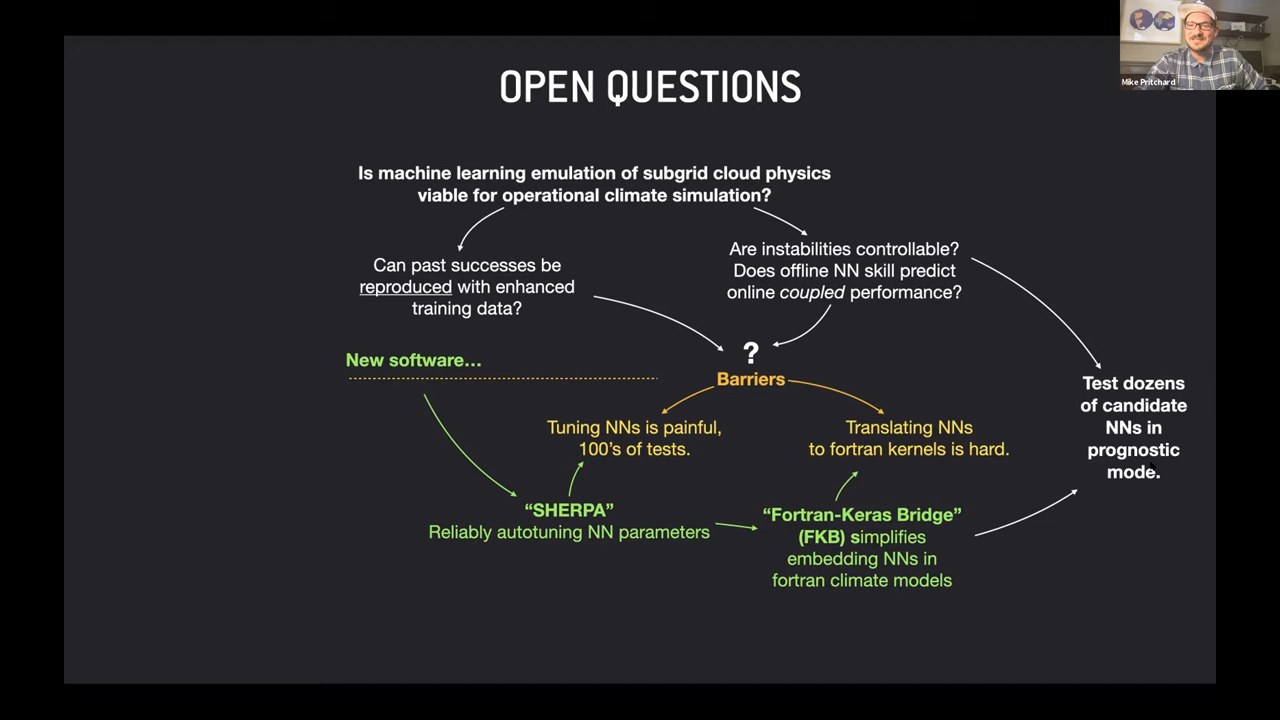 Mike Pritchard
OPEN QUESTIONS
Is machine learning emulation of subgrid cloud physics
viable for operational climate simulation?
Can past successes be
reproduced with enhanced
training data?
Are instabilities controllable?
Does offline NN skill predict
online coupled performance?
New software...
?
Barriers
Tuning NNs is painful,
100's of tests.
Translating NNs
to fortran kernels is hard.
Test dozens
of candidate
NNs in
prognostic
mode.
“SHERPA”
Reliably autotuning NN parameters
“Fortran-Keras Bridge”
(FKB) simplifies
embedding NNs in
fortran climate models